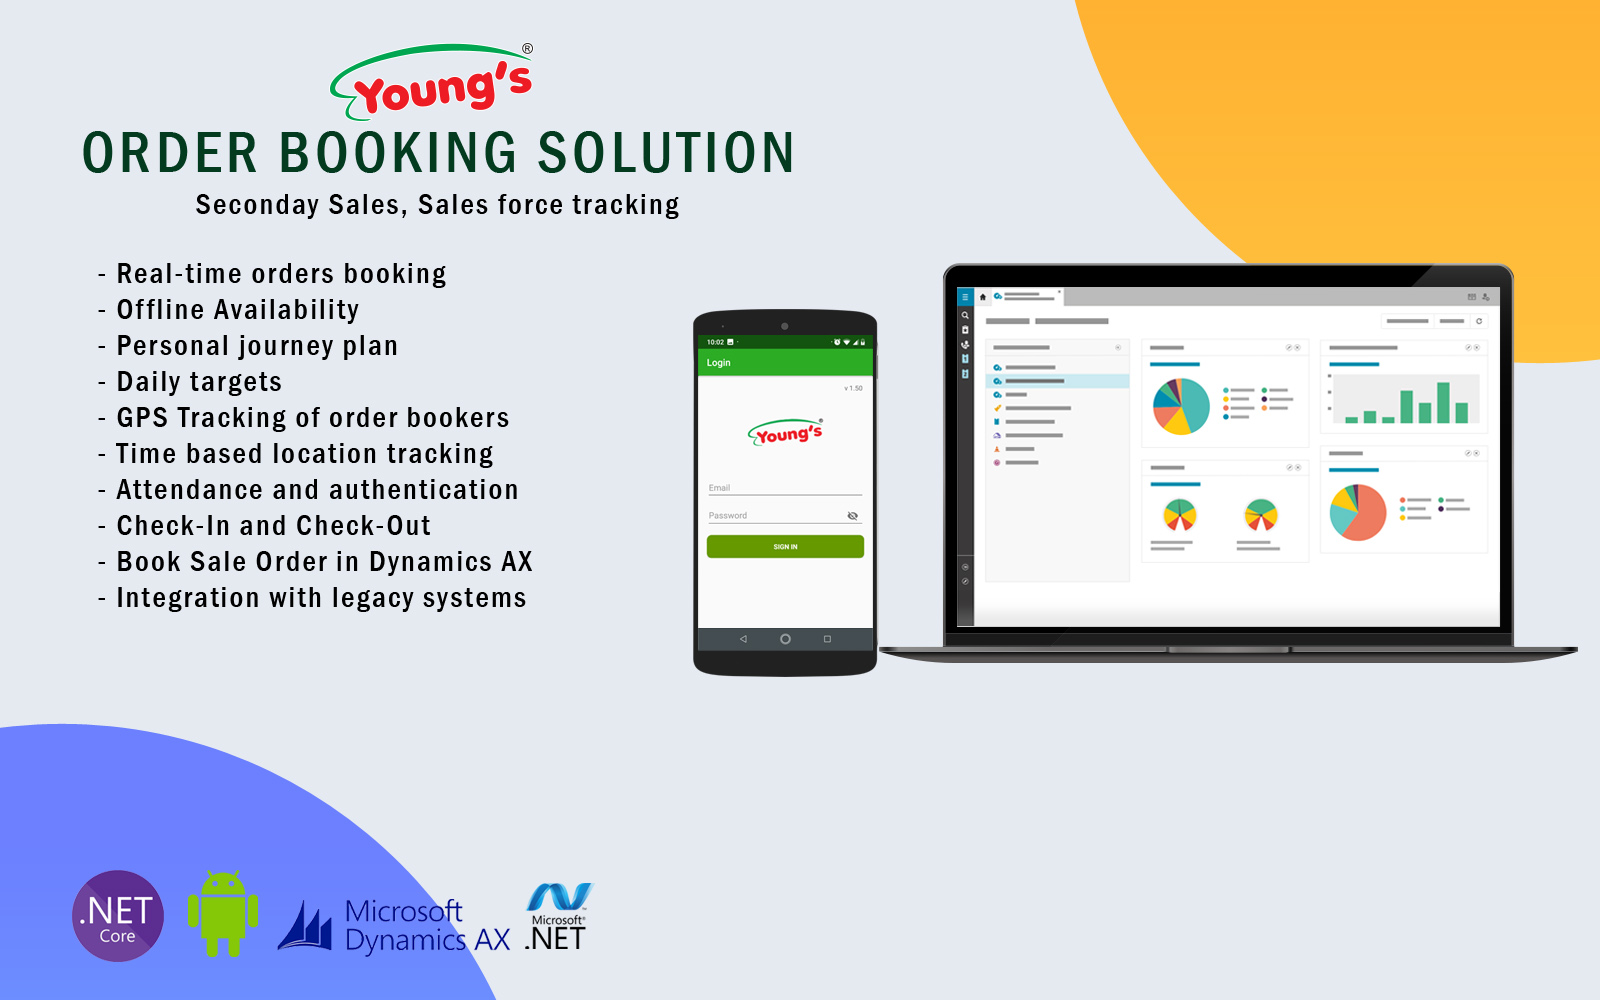 Young's®
ORDER BOOKING SOLUTION
Seconday Sales, Sales force tracking
- Real-time orders booking
- Offline Availability
- Personal journey plan
- Daily targets
- GPS Tracking of order bookers
- Time based location tracking
- Attendance and authentication
- Check-In and Check-Out
- Book Sale Order in Dynamics AX
- Integration with legacy systems
10:02
Login
v 1.50
Young's®
Email
Password
SIGN IN
.NET
Core
Microsoft
Dynamics AX
Microsoft®
.NET